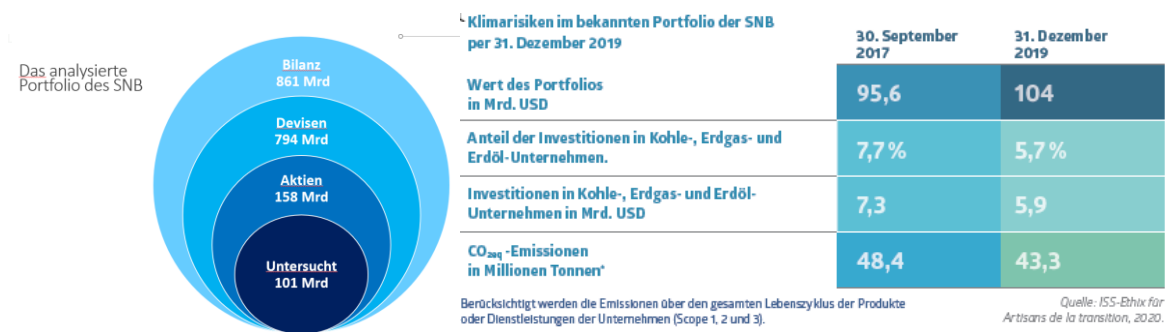 Das analysierte
Portfolio des SNB
Bilanz
861 Mrd
Devisen
794 Mrd
Aktien
158 Mrd
Untersucht
101 Mrd
Klimarisiken im bekannten Portfolio der SNB
per 31. Dezember 2019
30. September
2017
31. Dezember
2019
Wert des Portfolios
in Mrd. USD
95,6
104
Anteil der Investitionen in Kohle-, Erdgas- und
Erdöl-Unternehmen.
7,7 %
5,7 %
Investitionen in Kohle-, Erdgas- und Erdöl-
Unternehmen in Mrd. USD
7,3
5,9
CO₂ₐq -Emissionen
in Millionen Tonnen*
48,4
43,3
Berücksichtigt werden die Emissionen über den gesamten Lebenszyklus der Produkte
oder Dienstleistungen der Unternehmen (Scope 1, 2 und 3).
Quelle: ISS-Ethix für
Artisans de la transition, 2020.